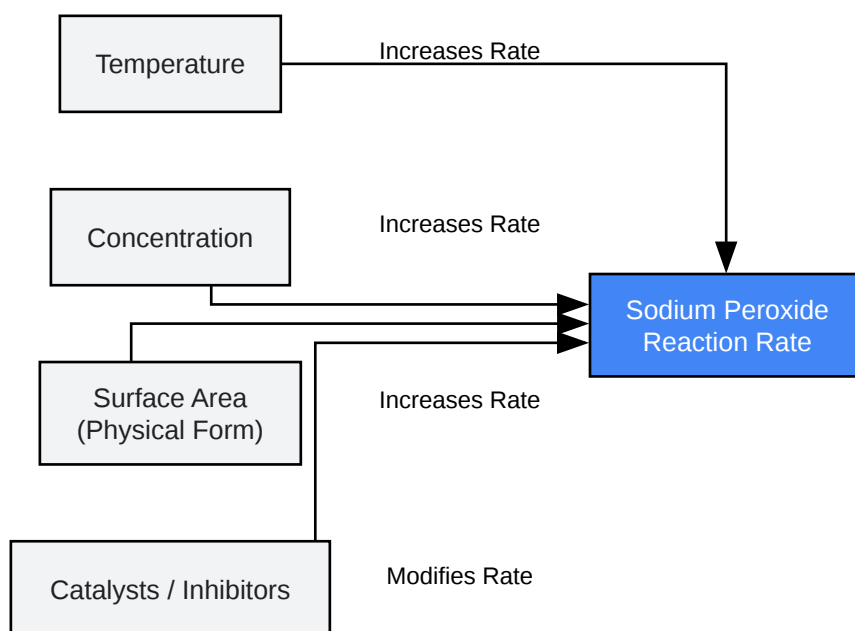 Temperature
Increases Rate
Concentration
Increases Rate
Sodium Peroxide
Reaction Rate
Surface Area
(Physical Form)
Increases Rate
Catalysts / Inhibitors
Modifies Rate